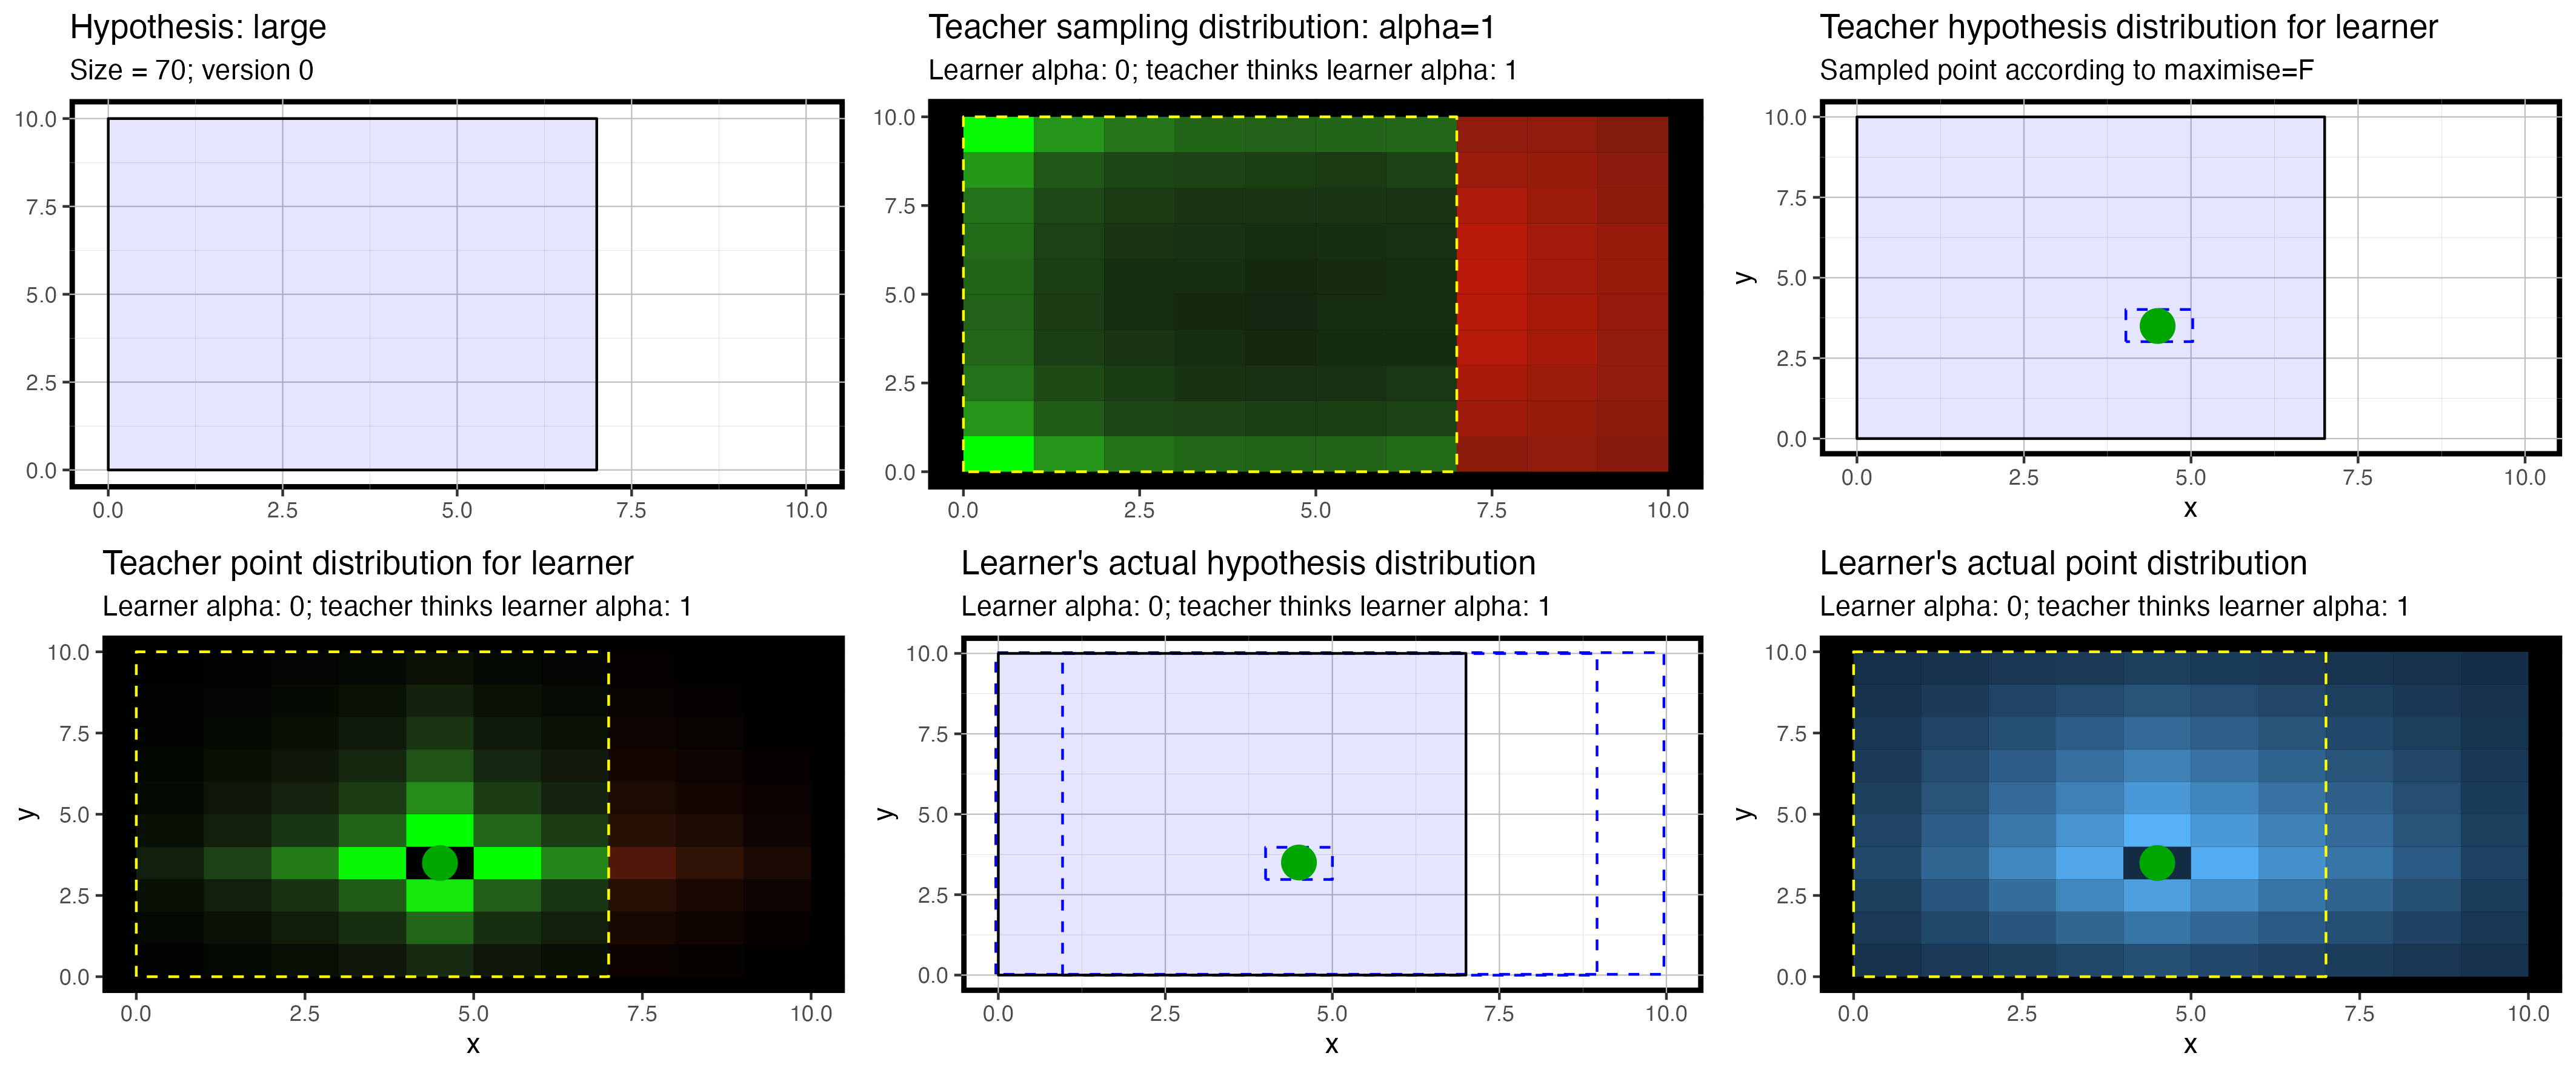 Hypothesis: large
Size = 70; version 0
10.0
7.5
5.0
2.5
0.0
0.0 2.5 5.0 7.5 10.0
Teacher sampling distribution: alpha=1
Learner alpha: 0; teacher thinks learner alpha: 1
10.0
7.5
5.0
2.5
0.0
0.0 2.5 5.0 7.5 10.0
Teacher hypothesis distribution for learner
Sampled point according to maximise=F
10.0
7.5
y
5.0
2.5
0.0
0.0 2.5 5.0 7.5 10.0
x
Teacher point distribution for learner
Learner alpha: 0; teacher thinks learner alpha: 1
10.0
7.5
y
5.0
2.5
0.0
0.0 2.5 5.0 7.5 10.0
x
Learner's actual hypothesis distribution
Learner alpha: 0; teacher thinks learner alpha: 1
10.0
7.5
y
5.0
2.5
0.0
0.0 2.5 5.0 7.5 10.0
x
Learner's actual point distribution
Learner alpha: 0; teacher thinks learner alpha: 1
10.0
7.5
y
5.0
2.5
0.0
0.0 2.5 5.0 7.5 10.0
x